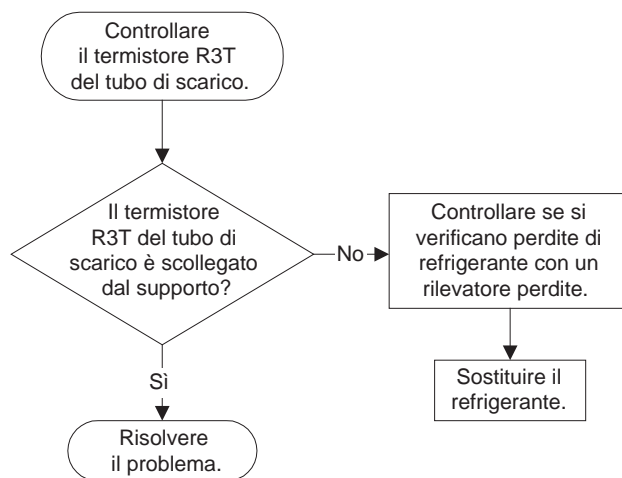 Controllare
il termistore R3T
del tubo di scarico.
Il termistore
R3T del tubo di
scarico è scollegato
dal supporto?
No
Controllare se si
verificano perdite di
refrigerante con un
rilevatore perdite.
Sostituire il
refrigerante.
Sì
Risolvere
il problema.